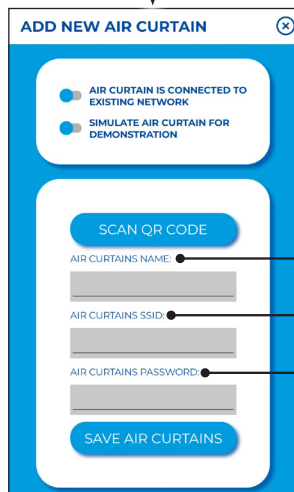 ADD NEW AIR CURTAIN
AIR CURTAIN IS CONNECTED TO
EXISTING NETWORK
SIMULATE AIR CURTAIN FOR
DEMONSTRATION
SCAN QR CODE
AIR CURTAINS NAME:
AIR CURTAINS SSID:
AIR CURTAINS PASSWORD:
SAVE AIR CURTAINS